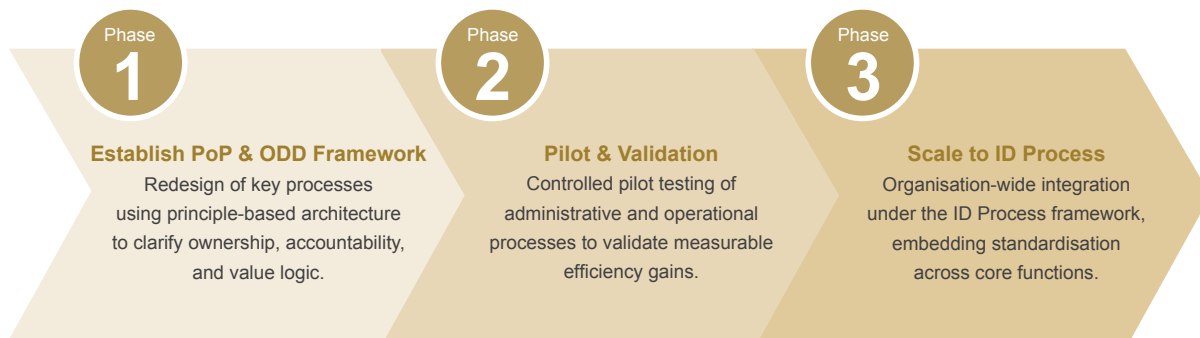 Phase
1
Establish PoP & ODD Framework
Redesign of key processes
using principle-based architecture
to clarify ownership, accountability,
and value logic.
Phase
2
Pilot & Validation
Controlled pilot testing of
administrative and operational
processes to validate measurable
efficiency gains.
Phase
3
Scale to ID Process
Organisation-wide integration
under the ID Process framework,
embedding standardisation
across core functions.